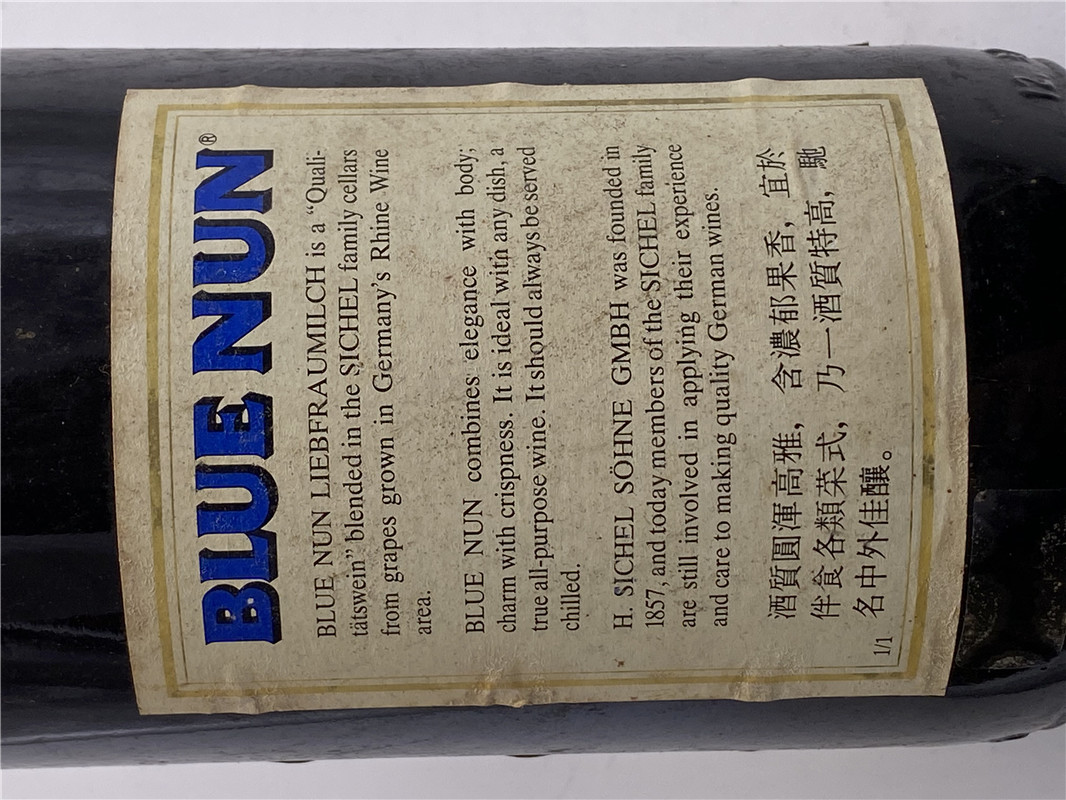 BLUE NUN®
BLUE NUN LIEBFRAUMILCH is a “Quali-
tätswein” blended in the SICHEL family cellars
from grapes grown in Germany’s Rhine Wine
area.
BLUE NUN combines elegance with body;
charm with crispness. It is ideal with any dish, a
true all-purpose wine. It should always be served
chilled.
H. SICHEL SÖHNE GMBH was founded in
1857, and today members of the SICHEL family
are still involved in applying their experience
and care to making quality German wines.
酒質圓渾高雅，含濃郁果香，宜於
伴食各類菜式，乃一酒質特高，馳
名中外佳釀。
1/1